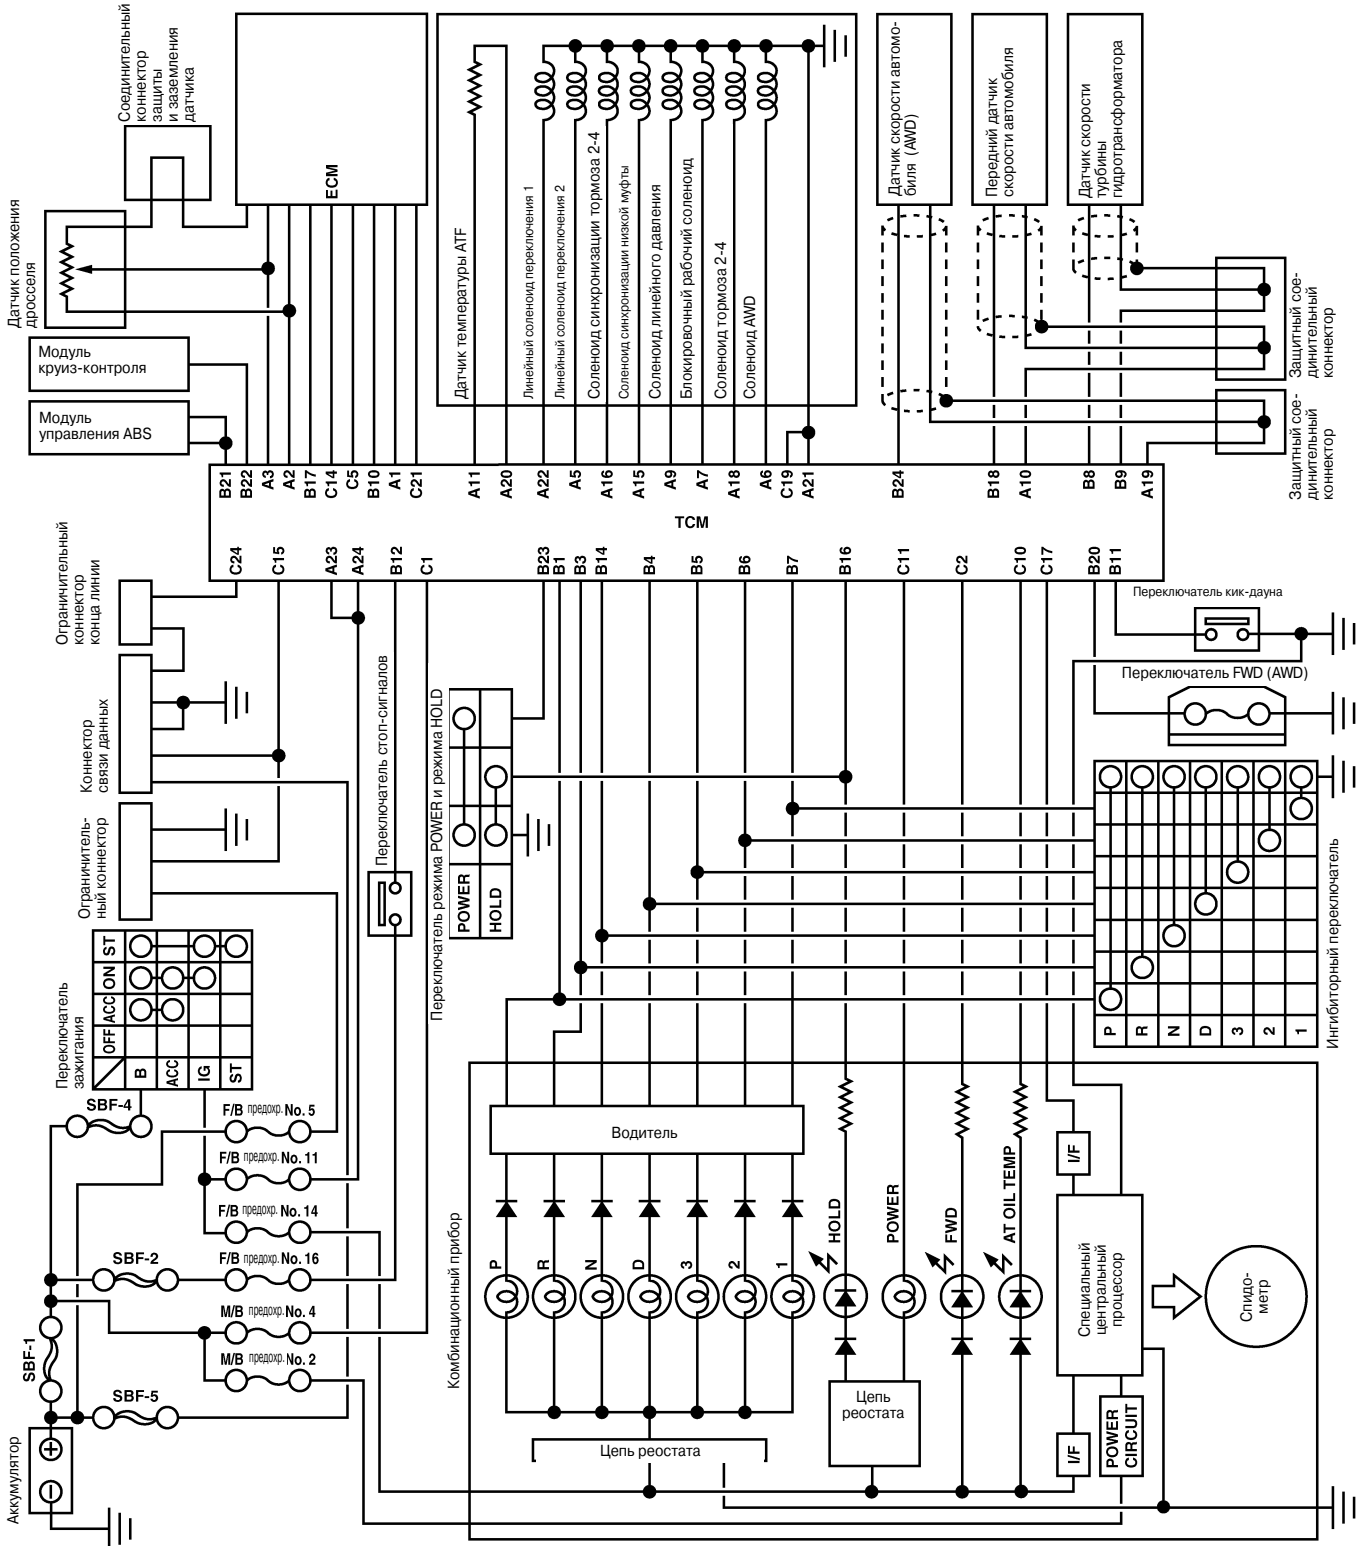 Соединительный
коннектор
защиты
и заземления
датчика
Датчик положения
дросселя
Модуль
круиз-контроля
Модуль
управления ABS
ECM
Датчик температуры ATF
Линейный соленоид переключения 1
Линейный соленоид переключения 2
Соленоид синхронизации тормоза 2-4
Соленоид синхронизации низкой муфты
Соленоид линейного давления
Блокировочный рабочий соленоид
Соленоид тормоза 2-4
Соленоид AWD
Датчик скорости автомо-
биля (AWD)
Передний датчик
скорости автомобиля
Датчик скорости
турбины
гидротрансформатора
Защитный сое-
динительный
коннектор
Защитный сое-
динительный
коннектор
B21
B22
A3
A2
B17
C14
C5
B10
A1
C21
A11
A20
A22
A5
A16
A15
A9
A7
A18
A6
C19
A21
B24
B18
A10
B8
B9
A19
TCM
C24
C15
A23
A24
B12
C1
B23
B1
B3
B14
B4
B5
B6
B7
B16
C11
C2
C10
C17
B20
B11
Ограничительный
коннектор
конца линии
Коннектор
связи данных
Ограничитель-
ный коннектор
Переключатель стоп-сигналов
Переключатель режима POWER и режима HOLD
POWER
HOLD
Переключатель кик-дауна
Переключатель FWD (AWD)
Ингибиторный переключатель
P
R
N
D
3
2
1
Переключатель
зажигания
OFF
ACC
ON
ST
B
ACC
IG
ST
SBF-4
F/B предохр. No. 5
F/B предохр. No. 11
F/B предохр. No. 14
SBF-2
F/B предохр. No. 16
M/B предохр. No. 4
M/B предохр. No. 2
SBF-1
SBF-5
Аккумулятор
Комбинационный прибор
Водитель
P
R
N
D
3
2
1
HOLD
POWER
FWD
AT OIL TEMP
I/F
Специальный
центральный
процессор
Спидо-
метр
Цепь
реостата
Цепь реостата
I/F
POWER
CIRCUIT